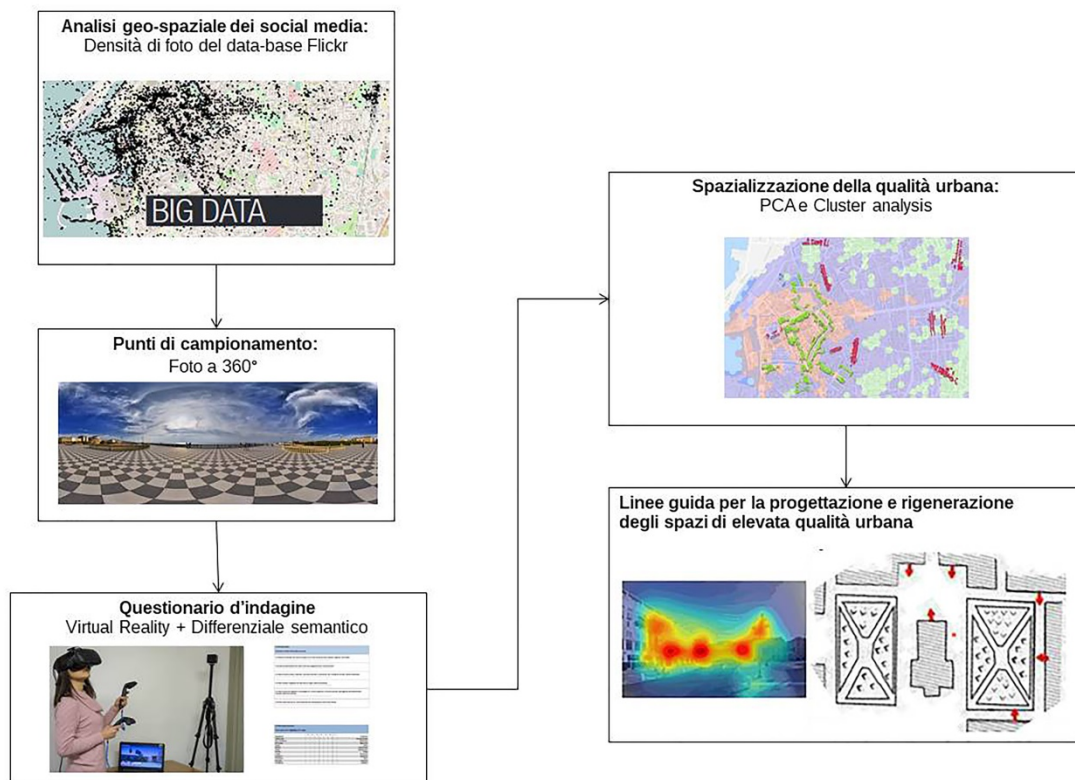 Analisi geo-spaziale dei social media:
Densità di foto del data-base Flickr
BIG DATA
Punti di campionamento:
Foto a 360°
Questionario d'indagine
Virtual Reality + Differenziale semantico
Spazializzazione della qualità urbana:
PCA e Cluster analysis
Linee guida per la progettazione e rigenerazione
degli spazi di elevata qualità urbana